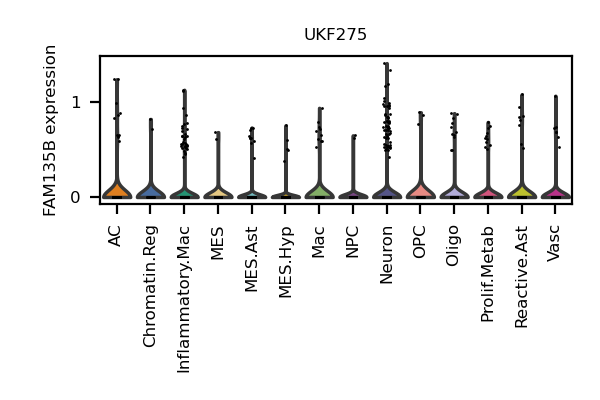 UKF275
FAM135B expression
1
0
AC
Chromatin.Reg
Inflammatory.Mac
MES
MES.Ast
MES.Hyp
Mac
NPC
Neuron
OPC
Oligo
Prolif.Metab
Reactive.Ast
Vasc